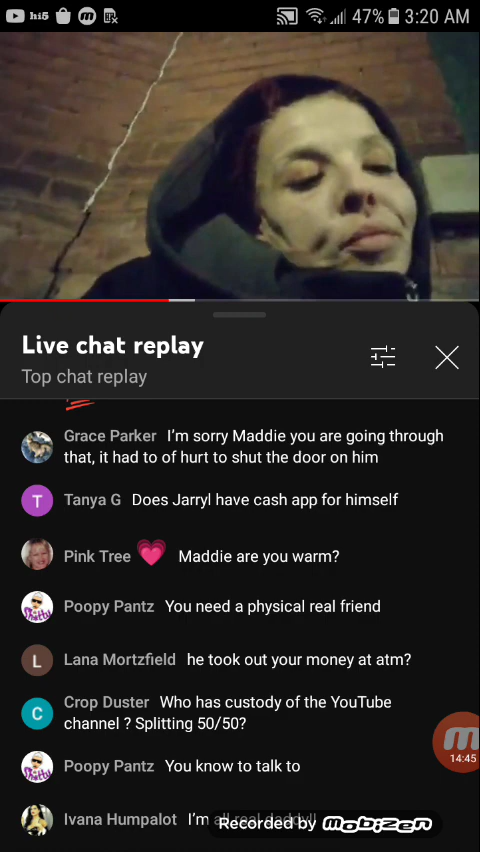 hi5 47% 3:20 AM
Live chat replay
Top chat replay
Grace Parker I'm sorry Maddie you are going through
that, it had to of hurt to shut the door on him
T Tanya G Does Jarryl have cash app for himself
Pink Tree 💗 Maddie are you warm?
Poopy Pantz You need a physical real friend
L Lana Mortzfield he took out your money at atm?
C Crop Duster Who has custody of the YouTube
channel ? Splitting 50/50?
Poopy Pantz You know to talk to
14:45
Ivana Humpalot I'm all real daddy!!
Recorded by mobizen